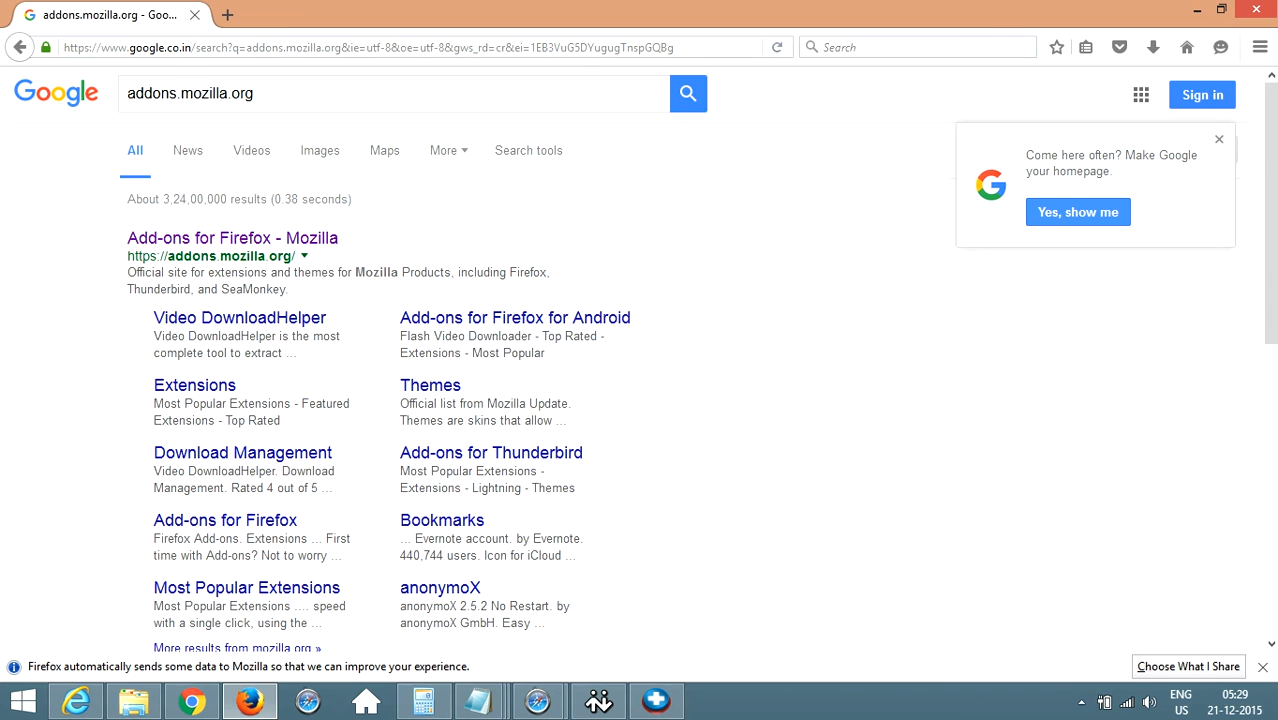 addons.mozilla.org - Goo...
https://www.google.co.in/search?q=addons.mozilla.org&ie=utf-8&oe=utf-8&gws_rd=cr&ei=1EB3VuG5DYugugTnspGQBg
Search
Google
addons.mozilla.org
Sign in
All News Videos Images Maps More Search tools
Come here often? Make Google
your homepage.
Yes, show me
About 3,24,00,000 results (0.38 seconds)
Add-ons for Firefox - Mozilla
https://addons.mozilla.org/
Official site for extensions and themes for Mozilla Products, including Firefox,
Thunderbird, and SeaMonkey.
Video DownloadHelper
Video DownloadHelper is the most
complete tool to extract ...
Add-ons for Firefox for Android
Flash Video Downloader - Top Rated -
Extensions - Most Popular
Extensions
Most Popular Extensions - Featured
Extensions - Top Rated
Themes
Official list from Mozilla Update.
Themes are skins that allow ...
Download Management
Video DownloadHelper. Download
Management. Rated 4 out of 5 ...
Add-ons for Thunderbird
Most Popular Extensions -
Extensions - Lightning - Themes
Add-ons for Firefox
Firefox Add-ons. Extensions ... First
time with Add-ons? Not to worry ...
Bookmarks
... Evernote account. by Evernote.
440,744 users. Icon for iCloud ...
Most Popular Extensions
Most Popular Extensions .... speed
with a single click, using the ...
anonymoX
anonymoX 2.5.2 No Restart. by
anonymoX GmbH. Easy ...
More results from mozilla.org »
Firefox automatically sends some data to Mozilla so that we can improve your experience.
Choose What I Share
ENG
US
05:29
21-12-2015